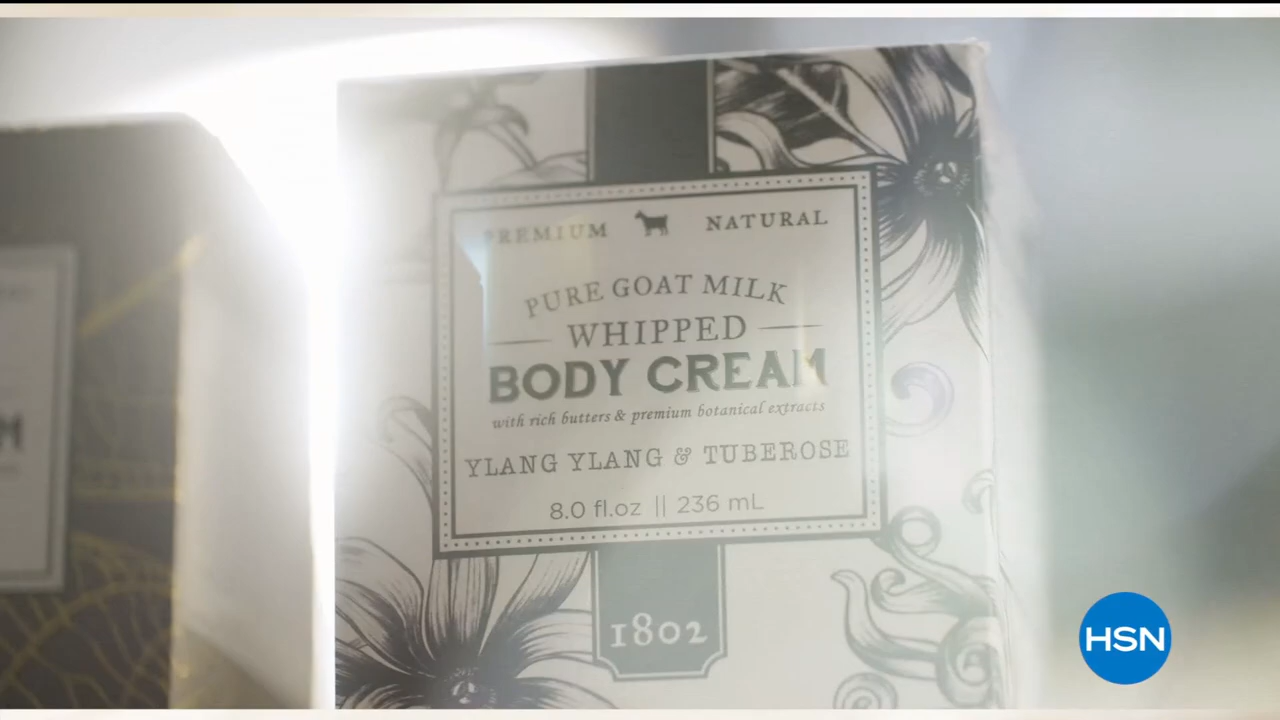 PREMIUM NATURAL
PURE GOAT MILK
WHIPPED
BODY CREAM
with rich butters & premium botanical extracts
YLANG YLANG & TUBEROSE
8.0 fl.oz || 236 mL
1802
HSN